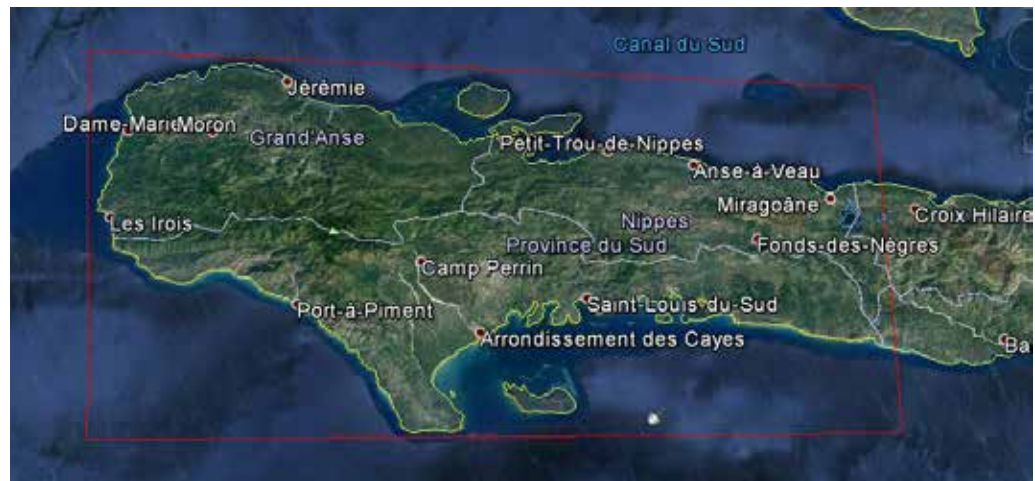 Canal du Sud
Jérémie
Dame-Marie
Moron
Grand'Anse
Petit-Trou-de-Nippes
Anse-à-Veau
Miragoâne
Croix Hilaire
Les Irois
Nippes
Province du Sud
Fonds-des-Nègres
Camp Perrin
Port-à-Piment
Saint-Louis-du-Sud
Arrondissement des Cayes
Ba